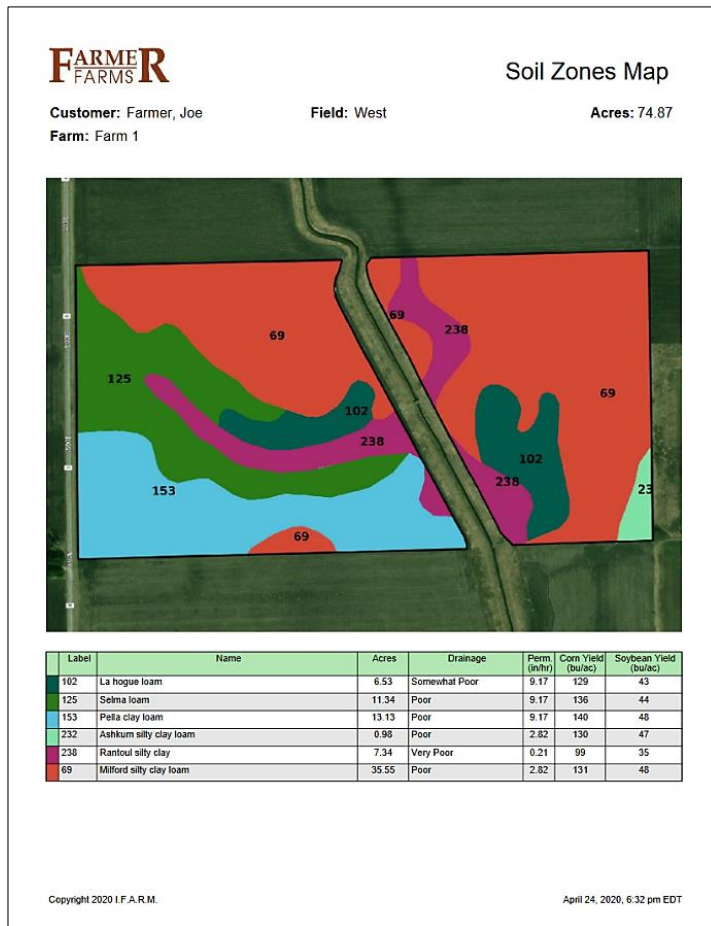 FARMER
FARMS
Soil Zones Map
Customer: Farmer, Joe Field: West Acres: 74.87
Farm: Farm 1
69
69
238
125
69
102
238
102
153
238
23
69
Label Name Acres Drainage Perm. (in/hr) Corn Yield (bu/ac) Soybean Yield (bu/ac)
102 La hogue loam 6.53 Somewhat Poor 9.17 129 43
125 Selma loam 11.34 Poor 9.17 136 44
153 Pella clay loam 13.13 Poor 9.17 140 48
232 Ashkum silty clay loam 0.98 Poor 2.82 130 47
238 Rantoul silty clay 7.34 Very Poor 0.21 99 35
69 Milford silty clay loam 35.55 Poor 2.82 131 48
Copyright 2020 I.F.A.R.M. April 24, 2020, 6:32 pm EDT